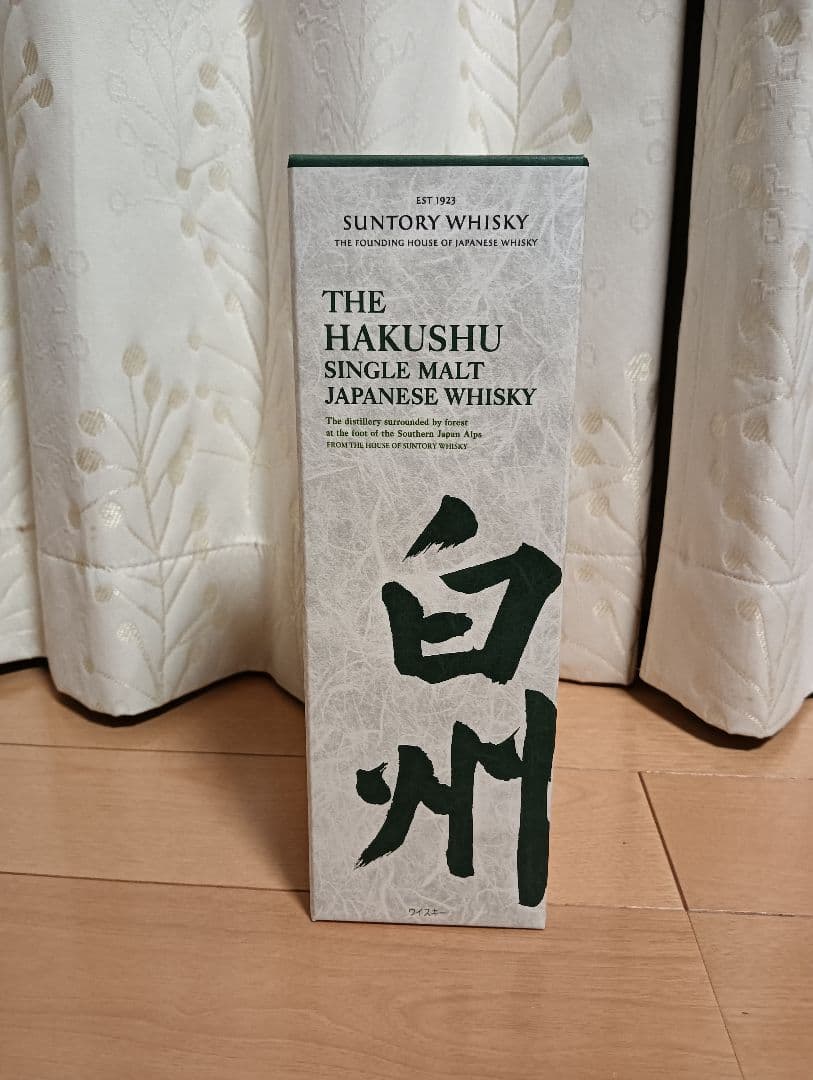 EST 1923
SUNTORY WHISKY
THE FOUNDING HOUSE OF JAPANESE WHISKY
THE
HAKUSHU
SINGLE MALT
JAPANESE WHISKY
The distillery surrounded by forest
at the foot of the Southern Japan Alps
FROM THE HOUSE OF SUNTORY WHISKY
白
州
ウイスキー